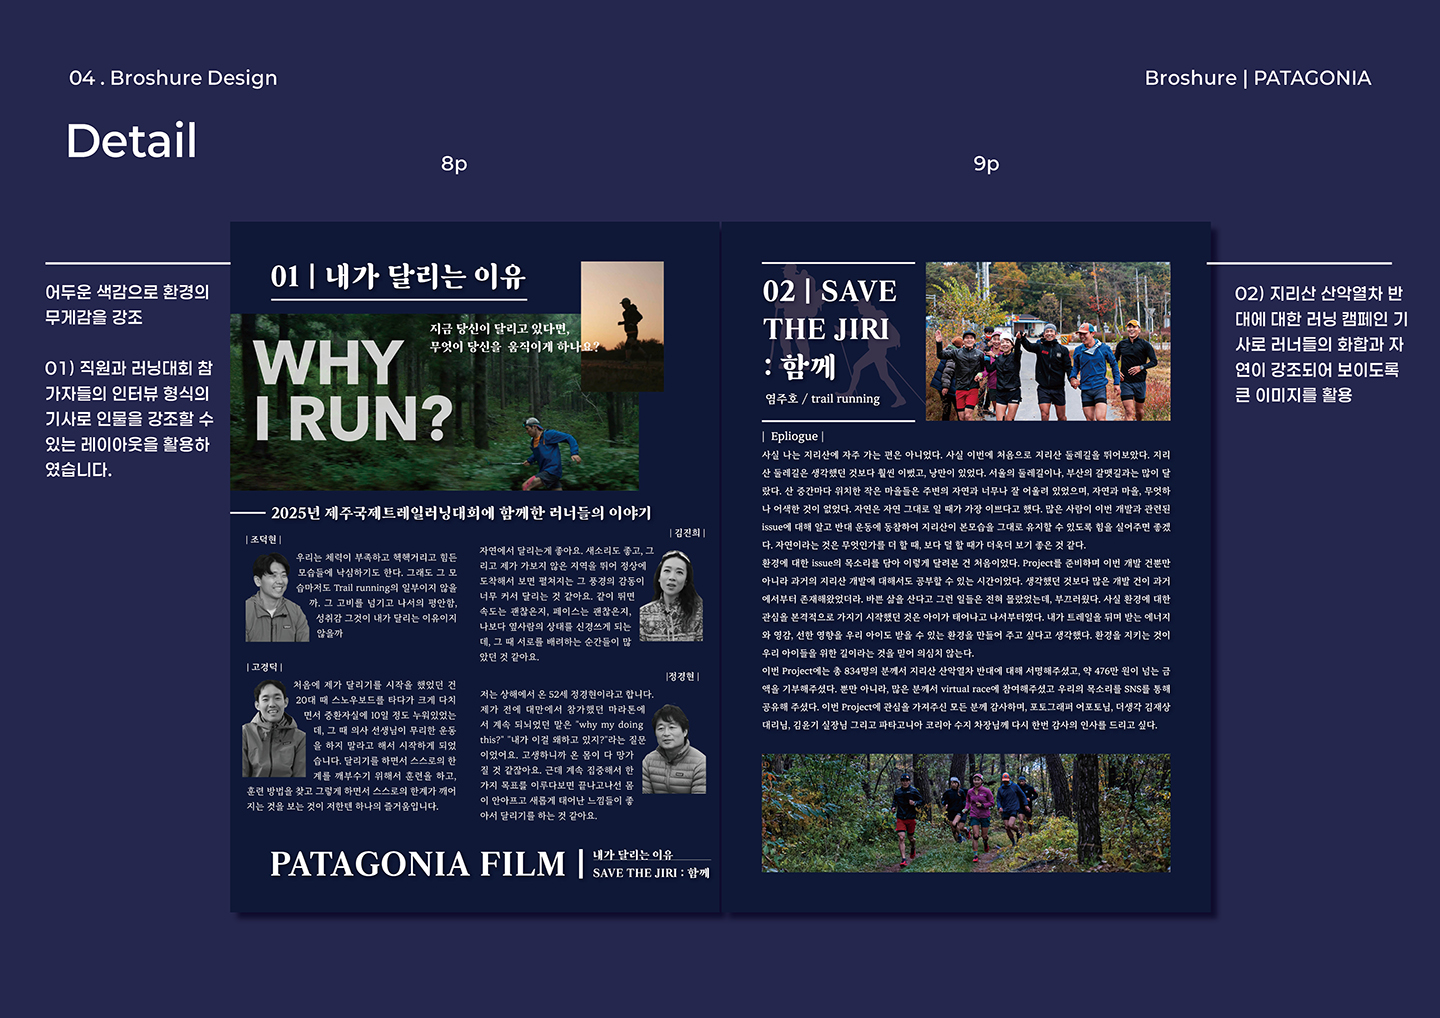 04 . Broshure Design
Broshure | PATAGONIA
Detail
8p
9p
어두운 색감으로 환경의
무게감을 강조
01) 직원과 러닝대회 참
가자들의 인터뷰 형식의
기사로 인물을 강조할 수
있는 레이아웃을 활용하
였습니다.
01 | 내가 달리는 이유
지금 당신이 달리고 있다면,
무엇이 당신을 움직이게 하나요?
WHY
I RUN?
2025년 제주국제트레일러닝대회에 함께한 러너들의 이야기
| 조덕현 |
우리는 체력이 부족하고 핵핵거리고 힘든
모습들에 낙심하기도 한다. 그래도 그 모
습마저도 Trail running의 일부이지 않을
까. 그 고비를 넘기고 나서의 평안함,
성취감 그것이 내가 달리는 이유이지
않을까
| 김진희 |
자연에서 달리는게 좋아요. 새소리도 좋고, 그
리고 제가 가보지 않은 지역을 뛰어 정상에
도착해서 보면 펼쳐지는 그 풍경의 감동이
너무 커서 달리는 것 같아요. 같이 뛰면
속도는 괜찮은지, 페이스는 괜찮은지,
나보다 옆사람의 상태를 신경쓰게 되는
데, 그 때 서로를 배려하는 순간들이 많
았던 것 같아요.
| 고경덕 |
처음에 제가 달리기를 시작을 했었던 건
20대 때 스노우보드를 타다가 크게 다치
면서 중환자실에 10일 정도 누워있었는
데, 그 때 의사 선생님이 무리한 운동
을 하지 말라고 해서 시작하게 되었
습니다. 달리기를 하면서 스스로의 한
계를 깨부수기 위해서 훈련을 하고,
훈련 방법을 찾고 그렇게 하면서 스스로의 한계가 깨어
지는 것을 보는 것이 저한텐 하나의 즐거움입니다.
|정경현 |
저는 상해에서 온 52세 정경현이라고 합니다.
제가 전에 대만에서 참가했던 마라톤에
서 계속 되뇌었던 말은 "why my doing
this?" "내가 이걸 왜하고 있지?"라는 질문
이었어요. 고생하니까 온 몸이 다 망가
질 것 같잖아요. 근데 계속 집중해서 한
가지 목표를 이루다보면 끝나고나선 몸
이 안아프고 새롭게 태어난 느낌들이 좋
아서 달리기를 하는 것 같아요.
PATAGONIA FILM | 내가 달리는 이유
SAVE THE JIRI : 함께
02 | SAVE
THE JIRI
: 함께
염주호 / trail running
| Epliogue |
사실 나는 지리산에 자주 가는 편은 아니었다. 사실 이번에 처음으로 지리산 둘레길을 뛰어보았다. 지리
산 둘레길은 생각했던 것보다 훨씬 이뻤고, 낭만이 있었다. 서울의 둘레길이나, 부산의 갈맷길과는 많이 달
랐다. 산 중간마다 위치한 작은 마을들은 주변의 자연과 너무나 잘 어울려 있었으며, 자연과 마을, 무엇하
나 어색한 것이 없었다. 자연은 자연 그대로 일 때가 가장 이쁘다고 했다. 많은 사람이 이번 개발과 관련된
issue에 대해 알고 반대 운동에 동참하여 지리산이 본모습을 그대로 유지할 수 있도록 힘을 실어주면 좋겠
다. 자연이라는 것은 무엇인가를 더 할 때, 보다 덜 할 때가 더욱더 보기 좋은 것 같다.
환경에 대한 issue의 목소리를 담아 이렇게 달려본 건 처음이었다. Project를 준비하며 이번 개발 건뿐만
아니라 과거의 지리산 개발에 대해서도 공부할 수 있는 시간이었다. 생각했던 것보다 많은 개발 건이 과거
에서부터 존재해왔었더라. 바쁜 삶을 산다고 그런 일들은 전혀 몰랐었는데, 부끄러웠다. 사실 환경에 대한
관심을 본격적으로 가지기 시작했던 것은 아이가 태어나고 나서부터였다. 내가 트레일을 뛰며 받는 에너지
와 영감, 선한 영향을 우리 아이도 받을 수 있는 환경을 만들어 주고 싶다고 생각했다. 환경을 지키는 것이
우리 아이들을 위한 길이라는 것을 믿어 의심치 않는다.
이번 Project에는 총 834명의 분께서 지리산 산악열차 반대에 대해 서명해주셨고, 약 476만 원이 넘는 금
액을 기부해주셨다. 뿐만 아니라, 많은 분께서 virtual race에 참여해주셨고 우리의 목소리를 SNS를 통해
공유해 주셨다. 이번 Project에 관심을 가져주신 모든 분께 감사하며, 포토그래퍼 어포토님, 더생각 김재상
대리님, 김윤기 실장님 그리고 파타고니아 코리아 수지 차장님께 다시 한번 감사의 인사를 드리고 싶다.
02) 지리산 산악열차 반
대에 대한 러닝 캠페인 기
사로 러너들의 화합과 자
연이 강조되어 보이도록
큰 이미지를 활용